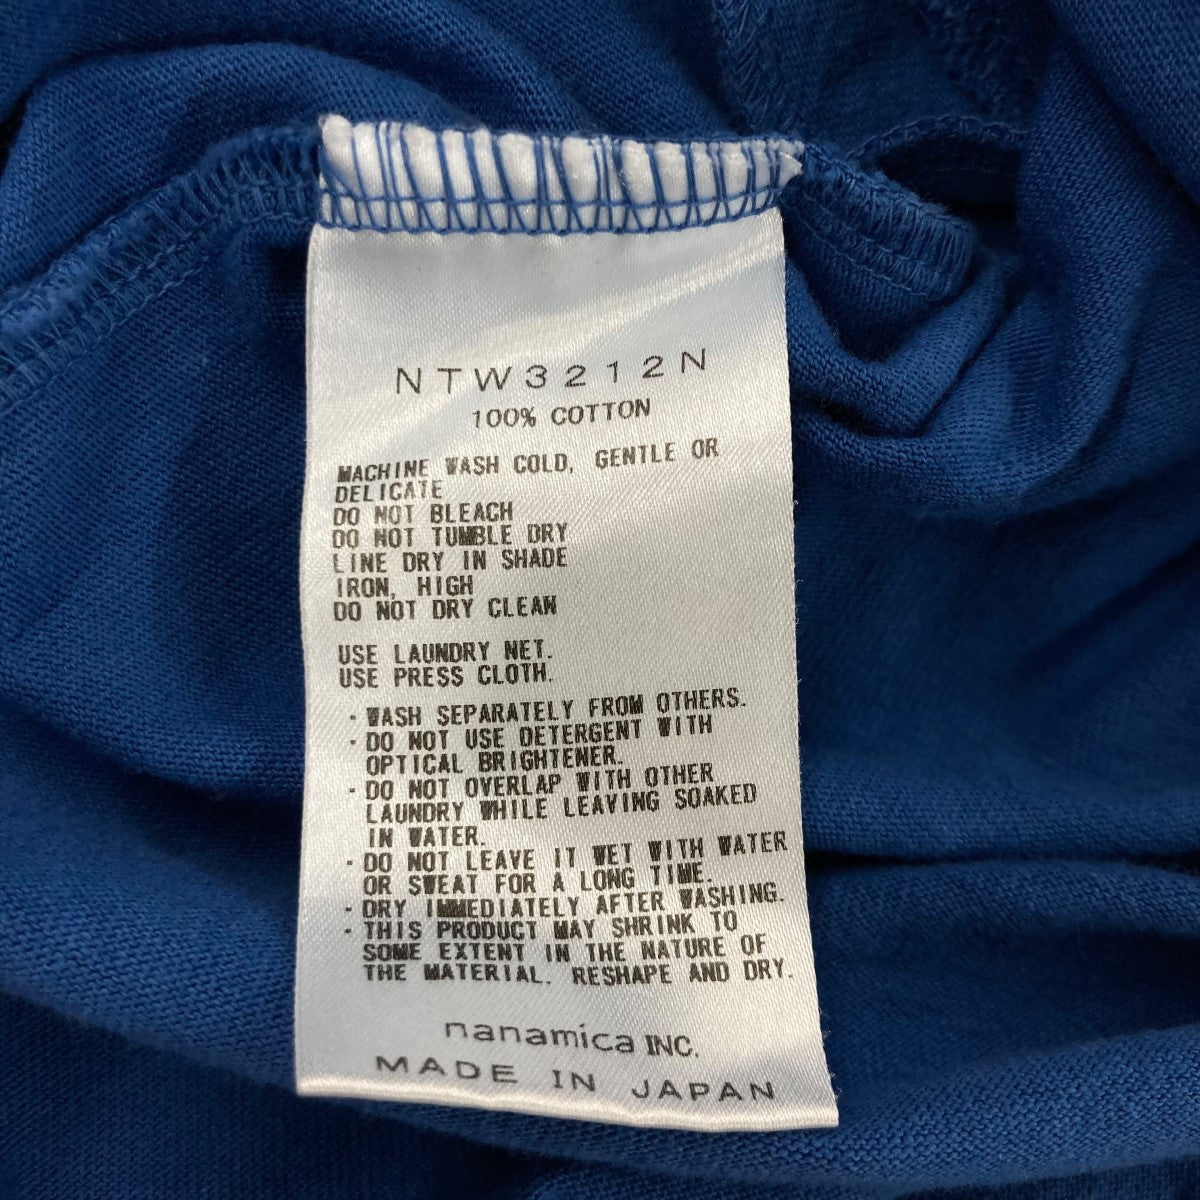 NTW3212N
100% COTTON
MACHINE WASH COLD, GENTLE OR
DELICATE
DO NOT BLEACH
DO NOT TUMBLE DRY
LINE DRY IN SHADE
IRON, HIGH
DO NOT DRY CLEAN
USE LAUNDRY NET.
USE PRESS CLOTH.
・WASH SEPARATELY FROM OTHERS.
・DO NOT USE DETERGENT WITH
OPTICAL BRIGHTENER.
・DO NOT OVERLAP WITH OTHER
LAUNDRY WHILE LEAVING SOAKED
IN WATER.
・DO NOT LEAVE IT WET WITH WATER
OR SWEAT FOR A LONG TIME.
・DRY IMMEDIATELY AFTER WASHING.
・THIS PRODUCT MAY SHRINK TO
SOME EXTENT IN THE NATURE OF
THE MATERIAL. RESHAPE AND DRY.
nanamica INC.
MADE IN JAPAN